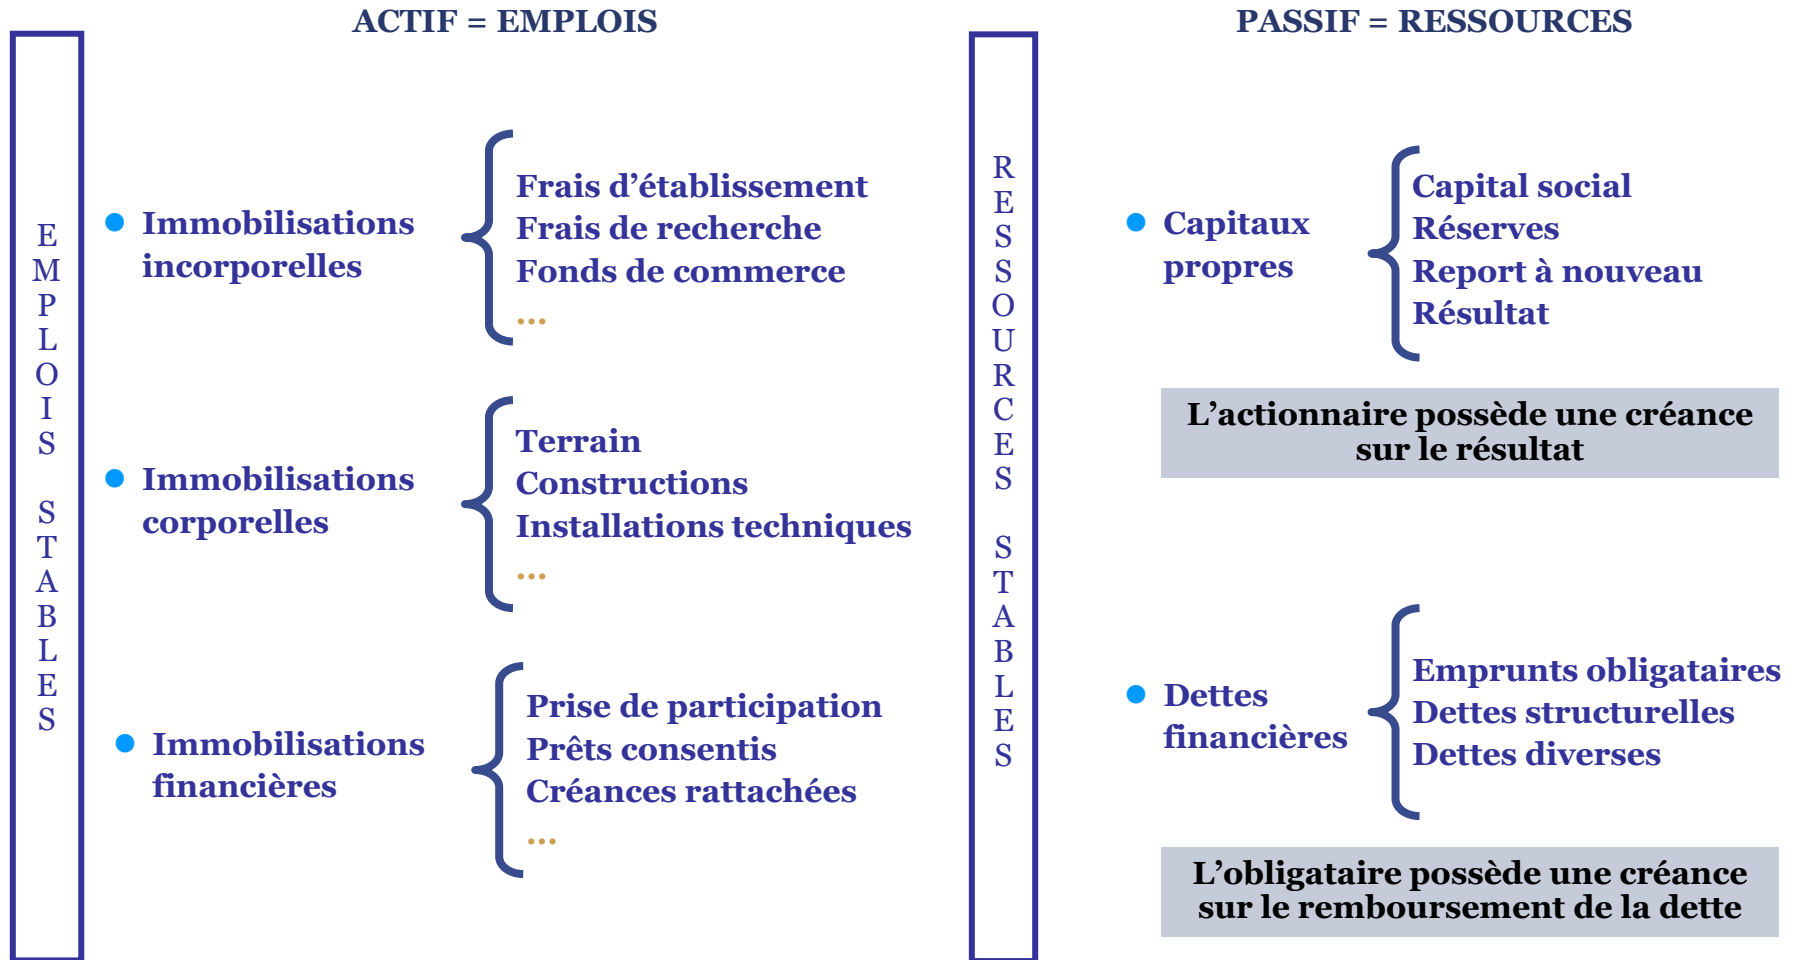 ACTIF = EMPLOIS
EMPLOIS STABLES
Immobilisations
incorporelles
Frais d’établissement
Frais de recherche
Fonds de commerce
...
Immobilisations
corporelles
Terrain
Constructions
Installations techniques
...
Immobilisations
financières
Prise de participation
Prêts consentis
Créances rattachées
...
PASSIF = RESSOURCES
RESSOURCES STABLES
Capitaux
propres
Capital social
Réserves
Report à nouveau
Résultat
L’actionnaire possède une créance
sur le résultat
Dettes
financières
Emprunts obligataires
Dettes structurelles
Dettes diverses
L’obligataire possède une créance
sur le remboursement de la dette